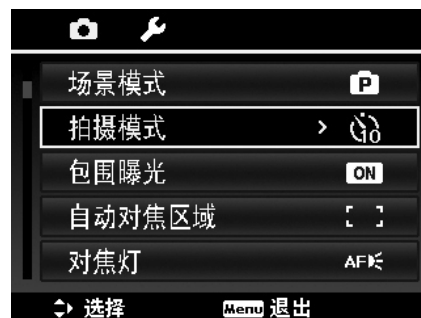 场景模式 P
拍摄模式 > 10
包围曝光 ON
自动对焦区域 [ ]
对焦灯 AF
选择 Menu 退出